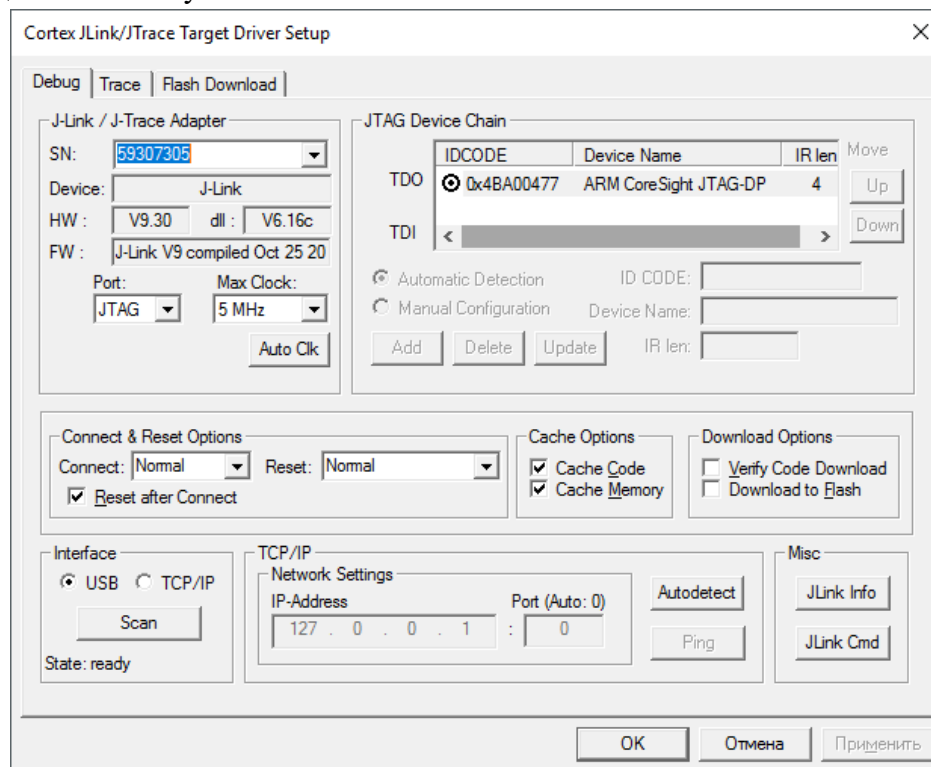 Cortex JLink/JTrace Target Driver Setup
Debug Trace Flash Download
J-Link / J-Trace Adapter
SN: 59307305
Device: J-Link
HW : V9.30 dll : V6.16c
FW : J-Link V9 compiled Oct 25 20
Port: Max Clock:
JTAG 5 MHz
Auto Clk
JTAG Device Chain
IDCODE Device Name IR len Move
TDO 0x4BA00477 ARM CoreSight JTAG-DP 4 Up
TDI Down
Automatic Detection ID CODE:
Manual Configuration Device Name:
Add Delete Update IR len:
Connect & Reset Options
Connect: Normal Reset: Normal
Reset after Connect
Cache Options
Cache Code
Cache Memory
Download Options
Verify Code Download
Download to Flash
Interface
USB TCP/IP
Scan
State: ready
TCP/IP
Network Settings
IP-Address Port (Auto: 0)
127 . 0 . 0 . 1 : 0
Autodetect
Ping
Misc
JLink Info
JLink Cmd
OK Отмена Применить